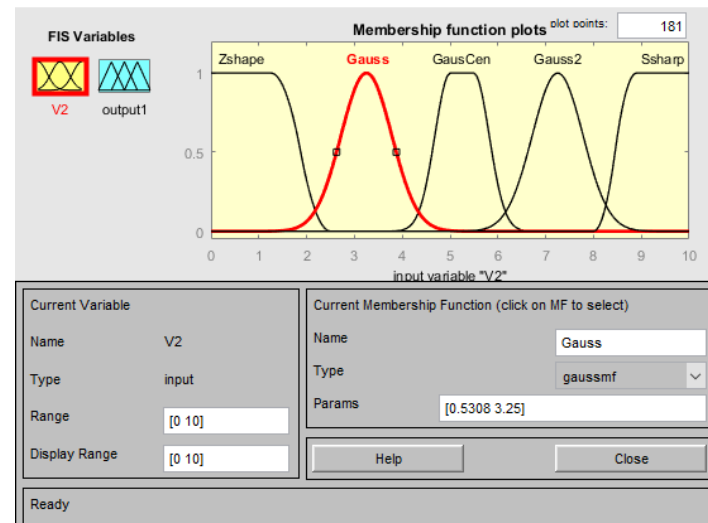 FIS Variables
Membership function plots
plot points:
181
V2
output1
Zshape
Gauss
GausCen
Gauss2
Ssharp
1
0.5
0
0 1 2 3 4 5 6 7 8 9 10
input variable "V2"
Current Variable
Name V2
Type input
Range [0 10]
Display Range [0 10]
Current Membership Function (click on MF to select)
Name Gauss
Type gaussmf
Params [0.5308 3.25]
Help
Close
Ready